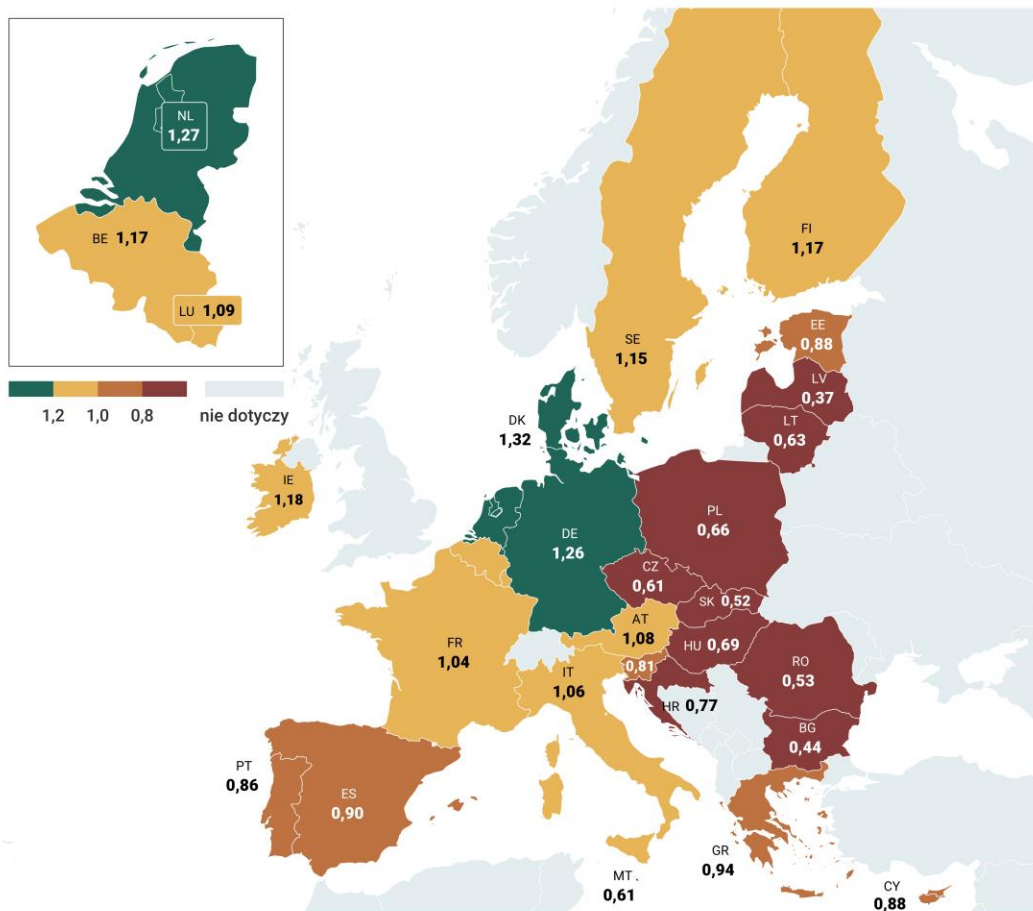 NL
1,27
BE 1,17
LU 1,09
1,2 1,0 0,8 nie dotyczy
FI
1,17
SE
1,15
EE
0,88
LV
0,37
LT
0,63
DK
1,32
IE
1,18
DE
1,26
PL
0,66
CZ
0,61
SK 0,52
AT
1,08
HU 0,69
FR
1,04
0,81
IT
1,06
RO
0,53
HR 0,77
BG
0,44
PT
0,86
ES
0,90
GR
0,94
MT
0,61
CY
0,88